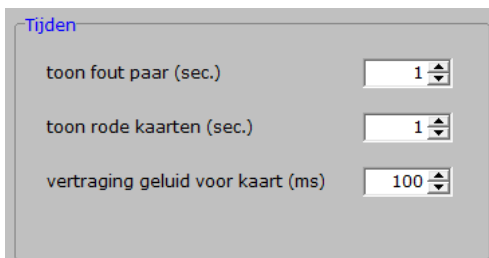 Tijden
toon fout paar (sec.) 1
toon rode kaarten (sec.) 1
vertraging geluid voor kaart (ms) 100